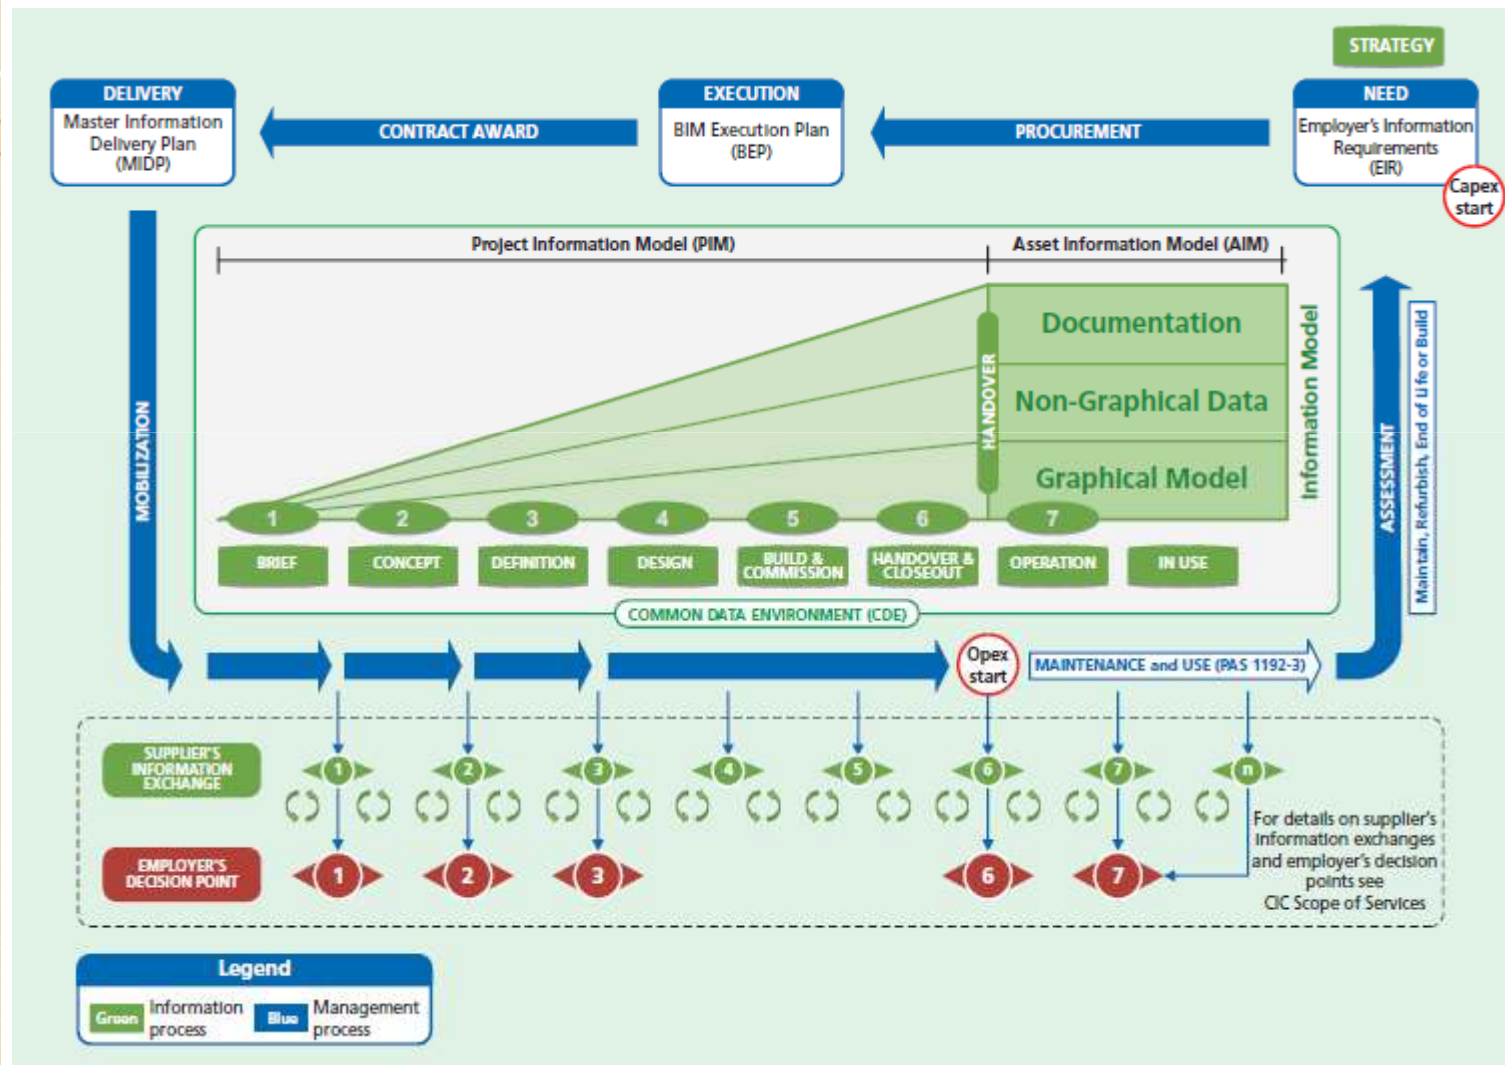 STRATEGY
DELIVERY
Master Information
Delivery Plan
(MIDP)
CONTRACT AWARD
EXECUTION
BIM Execution Plan
(BEP)
PROCUREMENT
NEED
Employer's Information
Requirements
(EIR)
Capex
start
Project Information Model (PIM)
Asset Information Model (AIM)
MOBILIZATION
HANDOVER
Documentation
Non-Graphical Data
Graphical Model
Information Model
ASSESSMENT
Maintain, Refurbish, End of Life or Build
1 2 3 4 5 6 7
BRIEF
CONCEPT
DEFINITION
DESIGN
BUILD &
COMMISSION
HANDOVER &
CLOSEOUT
OPERATION
IN USE
COMMON DATA ENVIRONMENT (CDE)
Opex
start
MAINTENANCE and USE (PAS 1192-3)
SUPPLIER'S
INFORMATION
EXCHANGE
1 2 3 4 5 6 7 n
EMPLOYER'S
DECISION POINT
1 2 3 6 7
For details on supplier's
information exchanges
and employer's decision
points see
CIC Scope of Services
Legend
Green
Information
process
Blue
Management
process